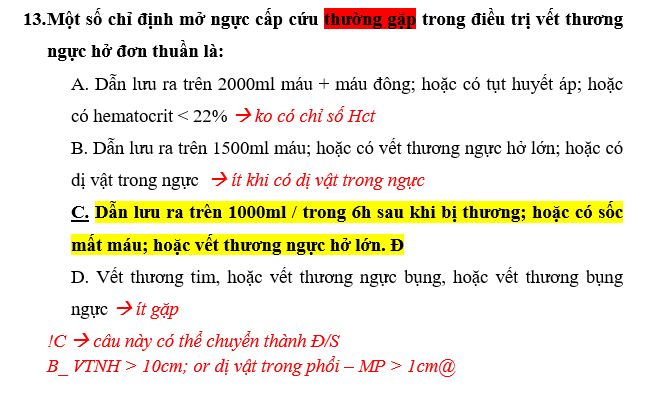 13.Một số chỉ định mở ngực cấp cứu thường gặp trong điều trị vết thương
ngực hở đơn thuần là:
A. Dẫn lưu ra trên 2000ml máu + máu đông; hoặc có tụt huyết áp; hoặc
có hematocrit < 22% → ko có chỉ số Hct
B. Dẫn lưu ra trên 1500ml máu; hoặc có vết thương ngực hở lớn; hoặc có
dị vật trong ngực → ít khi có dị vật trong ngực
C. Dẫn lưu ra trên 1000ml / trong 6h sau khi bị thương; hoặc có sốc
mất máu; hoặc vết thương ngực hở lớn. Đ
D. Vết thương tim, hoặc vết thương ngực bụng, hoặc vết thương bụng
ngực → ít gặp
!C → câu này có thể chuyển thành Đ/S
B_ VTNH > 10cm; or dị vật trong phổi – MP > 1cm@